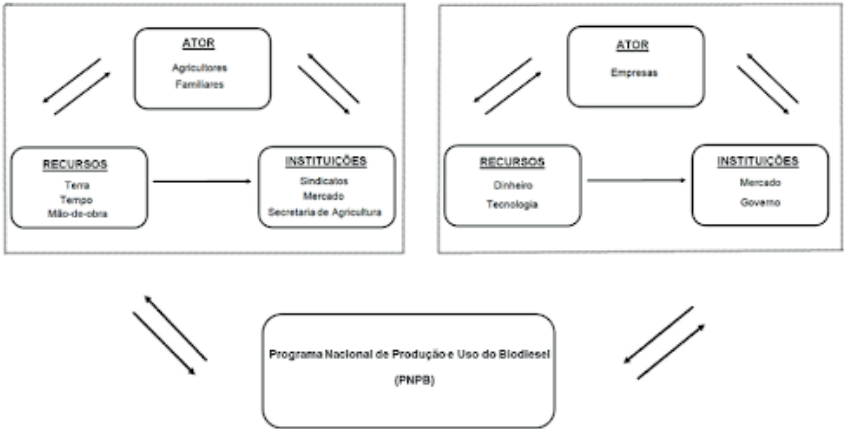 ATOR
Agricultores
Familiares
RECURSOS
Terra
Tempo
Mão-de-obra
INSTITUIÇÕES
Sindicatos
Mercado
Secretaria de Agricultura
ATOR
Empresas
RECURSOS
Dinheiro
Tecnologia
INSTITUIÇÕES
Mercado
Governo
Programa Nacional de Produção e Uso do Biodiesel
(PNPB)